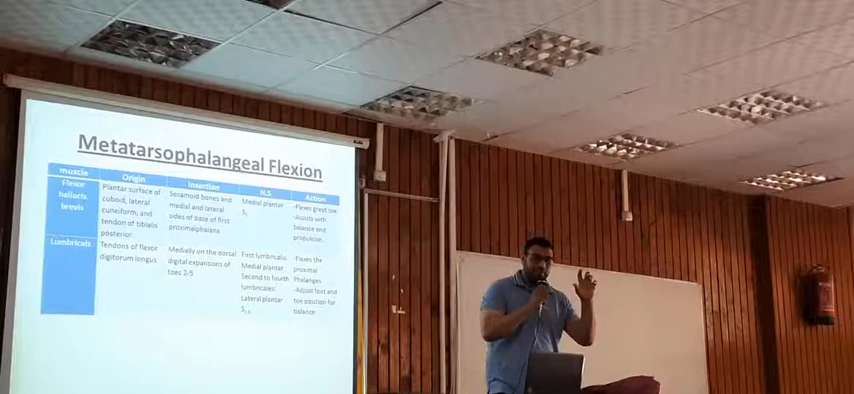 Metatarsophalangeal Flexion
muscle Origin Insertion N.S Action
Flexor
hallucis
brevis
Plantar surface of
cuboid, lateral
cuneiform, and
tendon of tibialis
posterior.
Sesamoid bones and
medial and lateral
sides of base of first
proximalphalanx
Medial plantar
S
-Flexes great toe
-Assists with
balance and
propulsion.
Lumbricals
Tendons of flexor
digitorum longus
Medially on the dorsal
digital expansions of
toes 2-5
First lumbricalis:
Medial plantar
Second to fourth
lumbricales:
Lateral plantar
S
-Flexes the
proximal
Phalanges
-Adjust foot and
toe position for
balance.